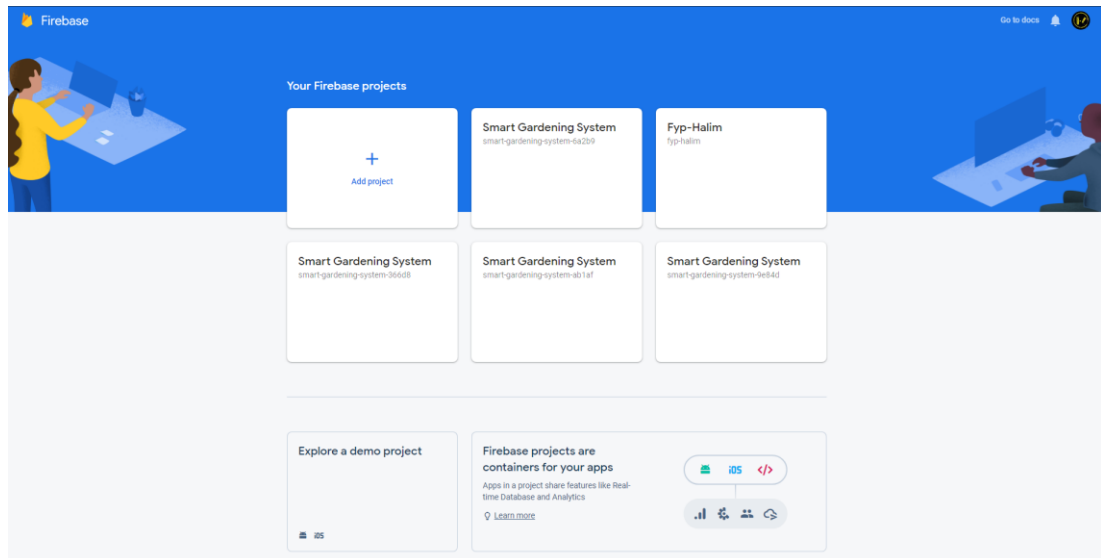 Firebase
Go to docs
Your Firebase projects
Add project
Smart Gardening System
smart-gardening-system-6a2b9
Fyp-Halim
fyp-halim
Smart Gardening System
smart-gardening-system-366d8
Smart Gardening System
smart-gardening-system-ab1af
Smart Gardening System
smart-gardening-system-9e84d
Explore a demo project
iOS
Firebase projects are
containers for your apps
Apps in a project share features like Real-
time Database and Analytics
Learn more
iOS </>